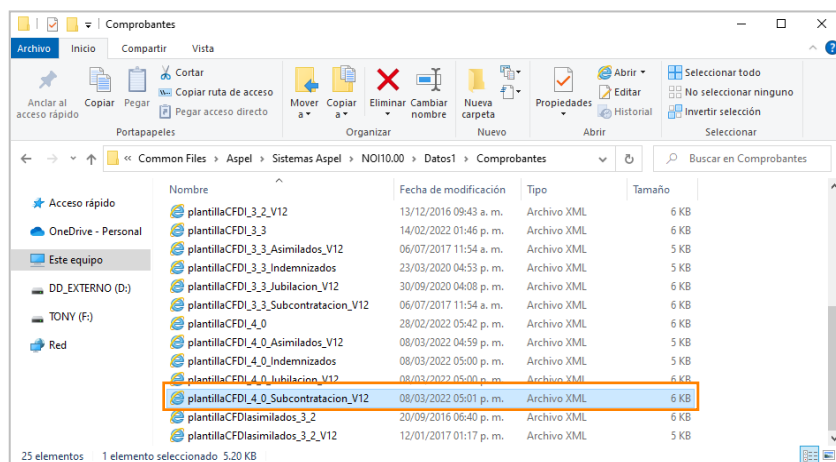 Comprobantes
Archivo Inicio Compartir Vista
Anclar al acceso rápido
Copiar
Pegar
Cortar
Copiar ruta de acceso
Pegar acceso directo
Mover a
Copiar a
Eliminar
Cambiar nombre
Nueva carpeta
Propiedades
Abrir
Editar
Historial
Seleccionar todo
No seleccionar ninguno
Invertir selección
Portapapeles Organizar Nuevo Abrir Seleccionar
« Common Files > Aspel > Sistemas Aspel > NOI10.00 > Datos1 > Comprobantes
Buscar en Comprobantes
Acceso rápido
OneDrive - Personal
Este equipo
DD_EXTERNO (D:)
TONY (F:)
Red
Nombre Fecha de modificación Tipo Tamaño
plantillaCFDI_3_2_V12 13/12/2016 09:43 a. m. Archivo XML 6 KB
plantillaCFDI_3_3 14/02/2022 01:46 p. m. Archivo XML 6 KB
plantillaCFDI_3_3_Asimilados_V12 06/07/2017 11:54 a. m. Archivo XML 5 KB
plantillaCFDI_3_3_Indemnizados 23/03/2020 04:53 p. m. Archivo XML 5 KB
plantillaCFDI_3_3_Jubilacion_V12 30/09/2020 04:08 p. m. Archivo XML 6 KB
plantillaCFDI_3_3_Subcontratacion_V12 06/07/2017 11:54 a. m. Archivo XML 6 KB
plantillaCFDI_4_0 28/02/2022 05:42 p. m. Archivo XML 6 KB
plantillaCFDI_4_0_Asimilados_V12 08/03/2022 04:59 p. m. Archivo XML 5 KB
plantillaCFDI_4_0_Indemnizados 08/03/2022 05:00 p. m. Archivo XML 5 KB
plantillaCFDI_4_0_Jubilacion_V12 08/03/2022 05:00 p. m. Archivo XML 6 KB
plantillaCFDI_4_0_Subcontratacion_V12 08/03/2022 05:01 p. m. Archivo XML 6 KB
plantillaCFDIasimilados_3_2 20/09/2016 06:40 p. m. Archivo XML 6 KB
plantillaCFDIasimilados_3_2_V12 12/01/2017 01:17 p. m. Archivo XML 5 KB
25 elementos 1 elemento seleccionado 5.20 KB